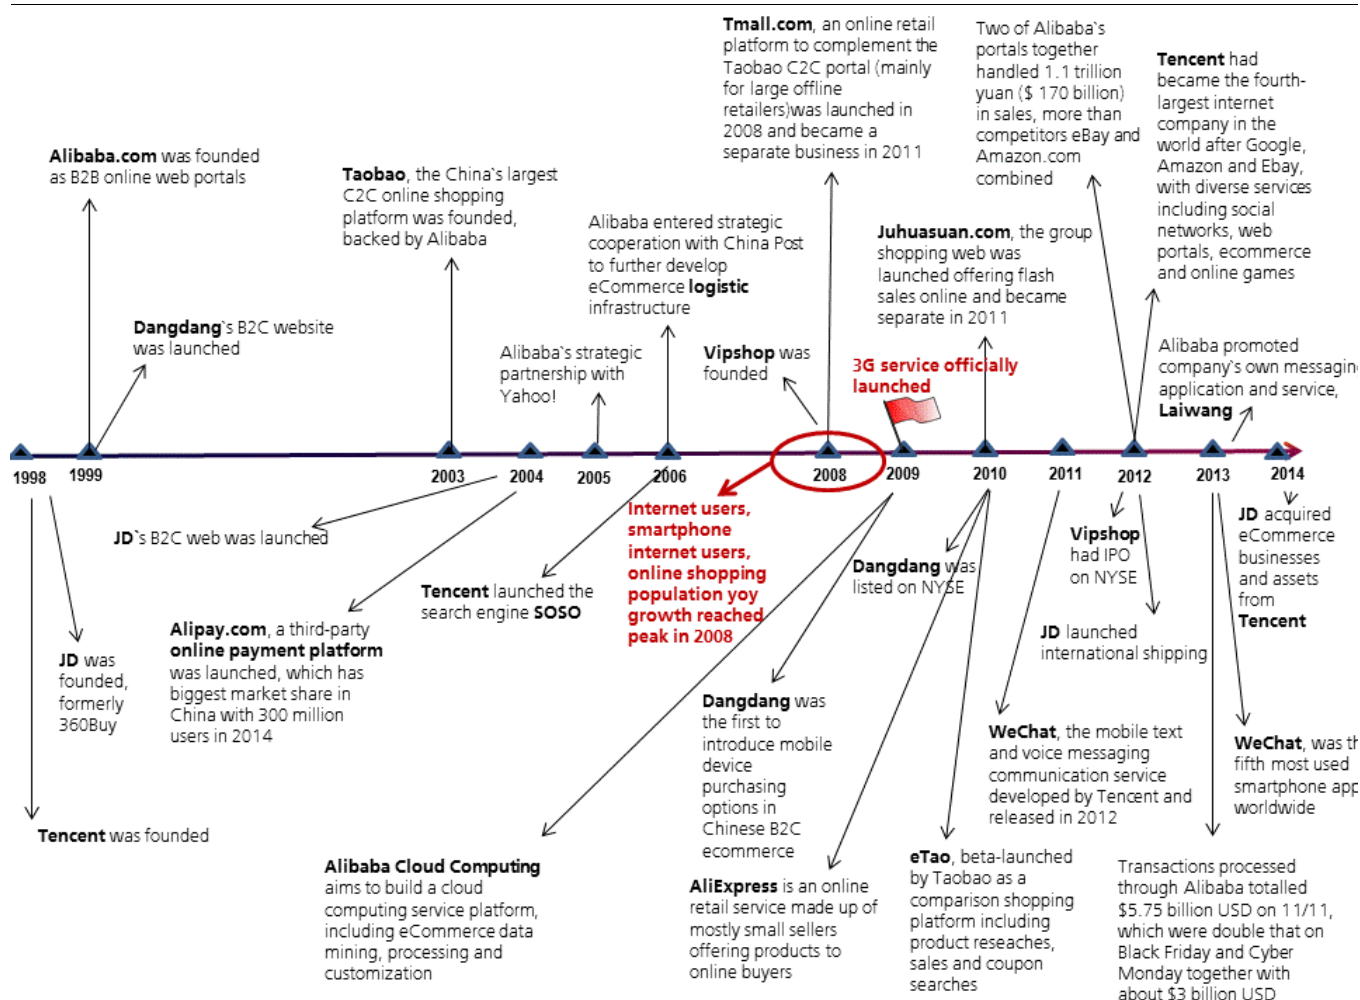 Tmall.com, an online retail
platform to complement the
Taobao C2C portal (mainly
for large offline
retailers)was launched in
2008 and became a
separate business in 2011
Two of Alibaba`s
portals together
handled 1.1 trillion
yuan ($ 170 billion)
in sales, more than
competitors eBay and
Amazon.com
combined
Tencent had
became the fourth-
largest internet
company in the
world after Google,
Amazon and Ebay,
with diverse services
including social
networks, web
portals, ecommerce
and online games
Alibaba.com was founded
as B2B online web portals
Taobao, the China`s largest
C2C online shopping
platform was founded,
backed by Alibaba
Alibaba entered strategic
cooperation with China Post
to further develop
eCommerce logistic
infrastructure
Juhuasuan.com, the group
shopping web was
launched offering flash
sales online and became
separate in 2011
Dangdang`s B2C website
was launched
Alibaba`s strategic
partnership with
Yahoo!
Vipshop was
founded
3G service officially
launched
Alibaba promoted
company`s own messaging
application and service,
Laiwang
1998
1999
2003
2004
2005
2006
2008
2009
2010
2011
2012
2013
2014
JD`s B2C web was launched
Tencent launched the
search engine SOSO
Internet users,
smartphone
internet users,
online shopping
population yoy
growth reached
peak in 2008
Dangdang was
listed on NYSE
Vipshop
had IPO
on NYSE
JD acquired
eCommerce
businesses
and assets
from
Tencent
JD was
founded,
formerly
360Buy
Alipay.com, a third-party
online payment platform
was launched, which has
biggest market share in
China with 300 million
users in 2014
JD launched
international shipping
Dangdang was
the first to
introduce mobile
device
purchasing
options in
Chinese B2C
ecommerce
WeChat, the mobile text
and voice messaging
communication service
developed by Tencent and
released in 2012
WeChat, was th
fifth most used
smartphone app
worldwide
Tencent was founded
Alibaba Cloud Computing
aims to build a cloud
computing service platform,
including eCommerce data
mining, processing and
customization
AliExpress is an online
retail service made up of
mostly small sellers
offering products to
online buyers
eTao, beta-launched
by Taobao as a
comparison shopping
platform including
product reseaches,
sales and coupon
searches
Transactions processed
through Alibaba totalled
$5.75 billion USD on 11/11,
which were double that on
Black Friday and Cyber
Monday together with
about $3 billion USD